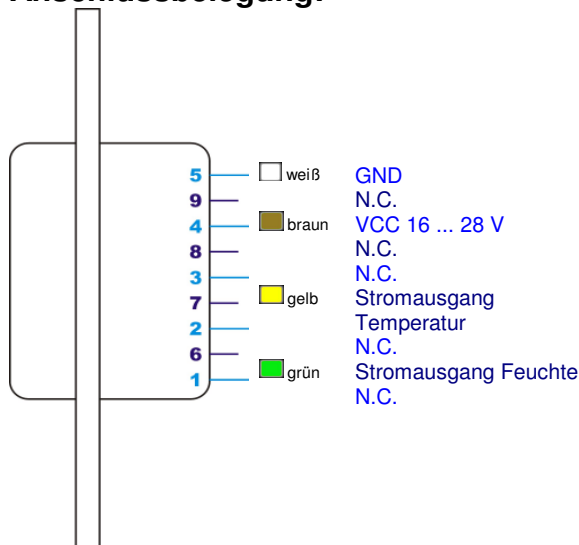 Anschlussbelegung:
5 weiß GND
9 N.C.
4 braun VCC 16 ... 28 V
8 N.C.
3 N.C.
7 gelb Stromausgang
2 Temperatur
6 N.C.
1 grün Stromausgang Feuchte
N.C.